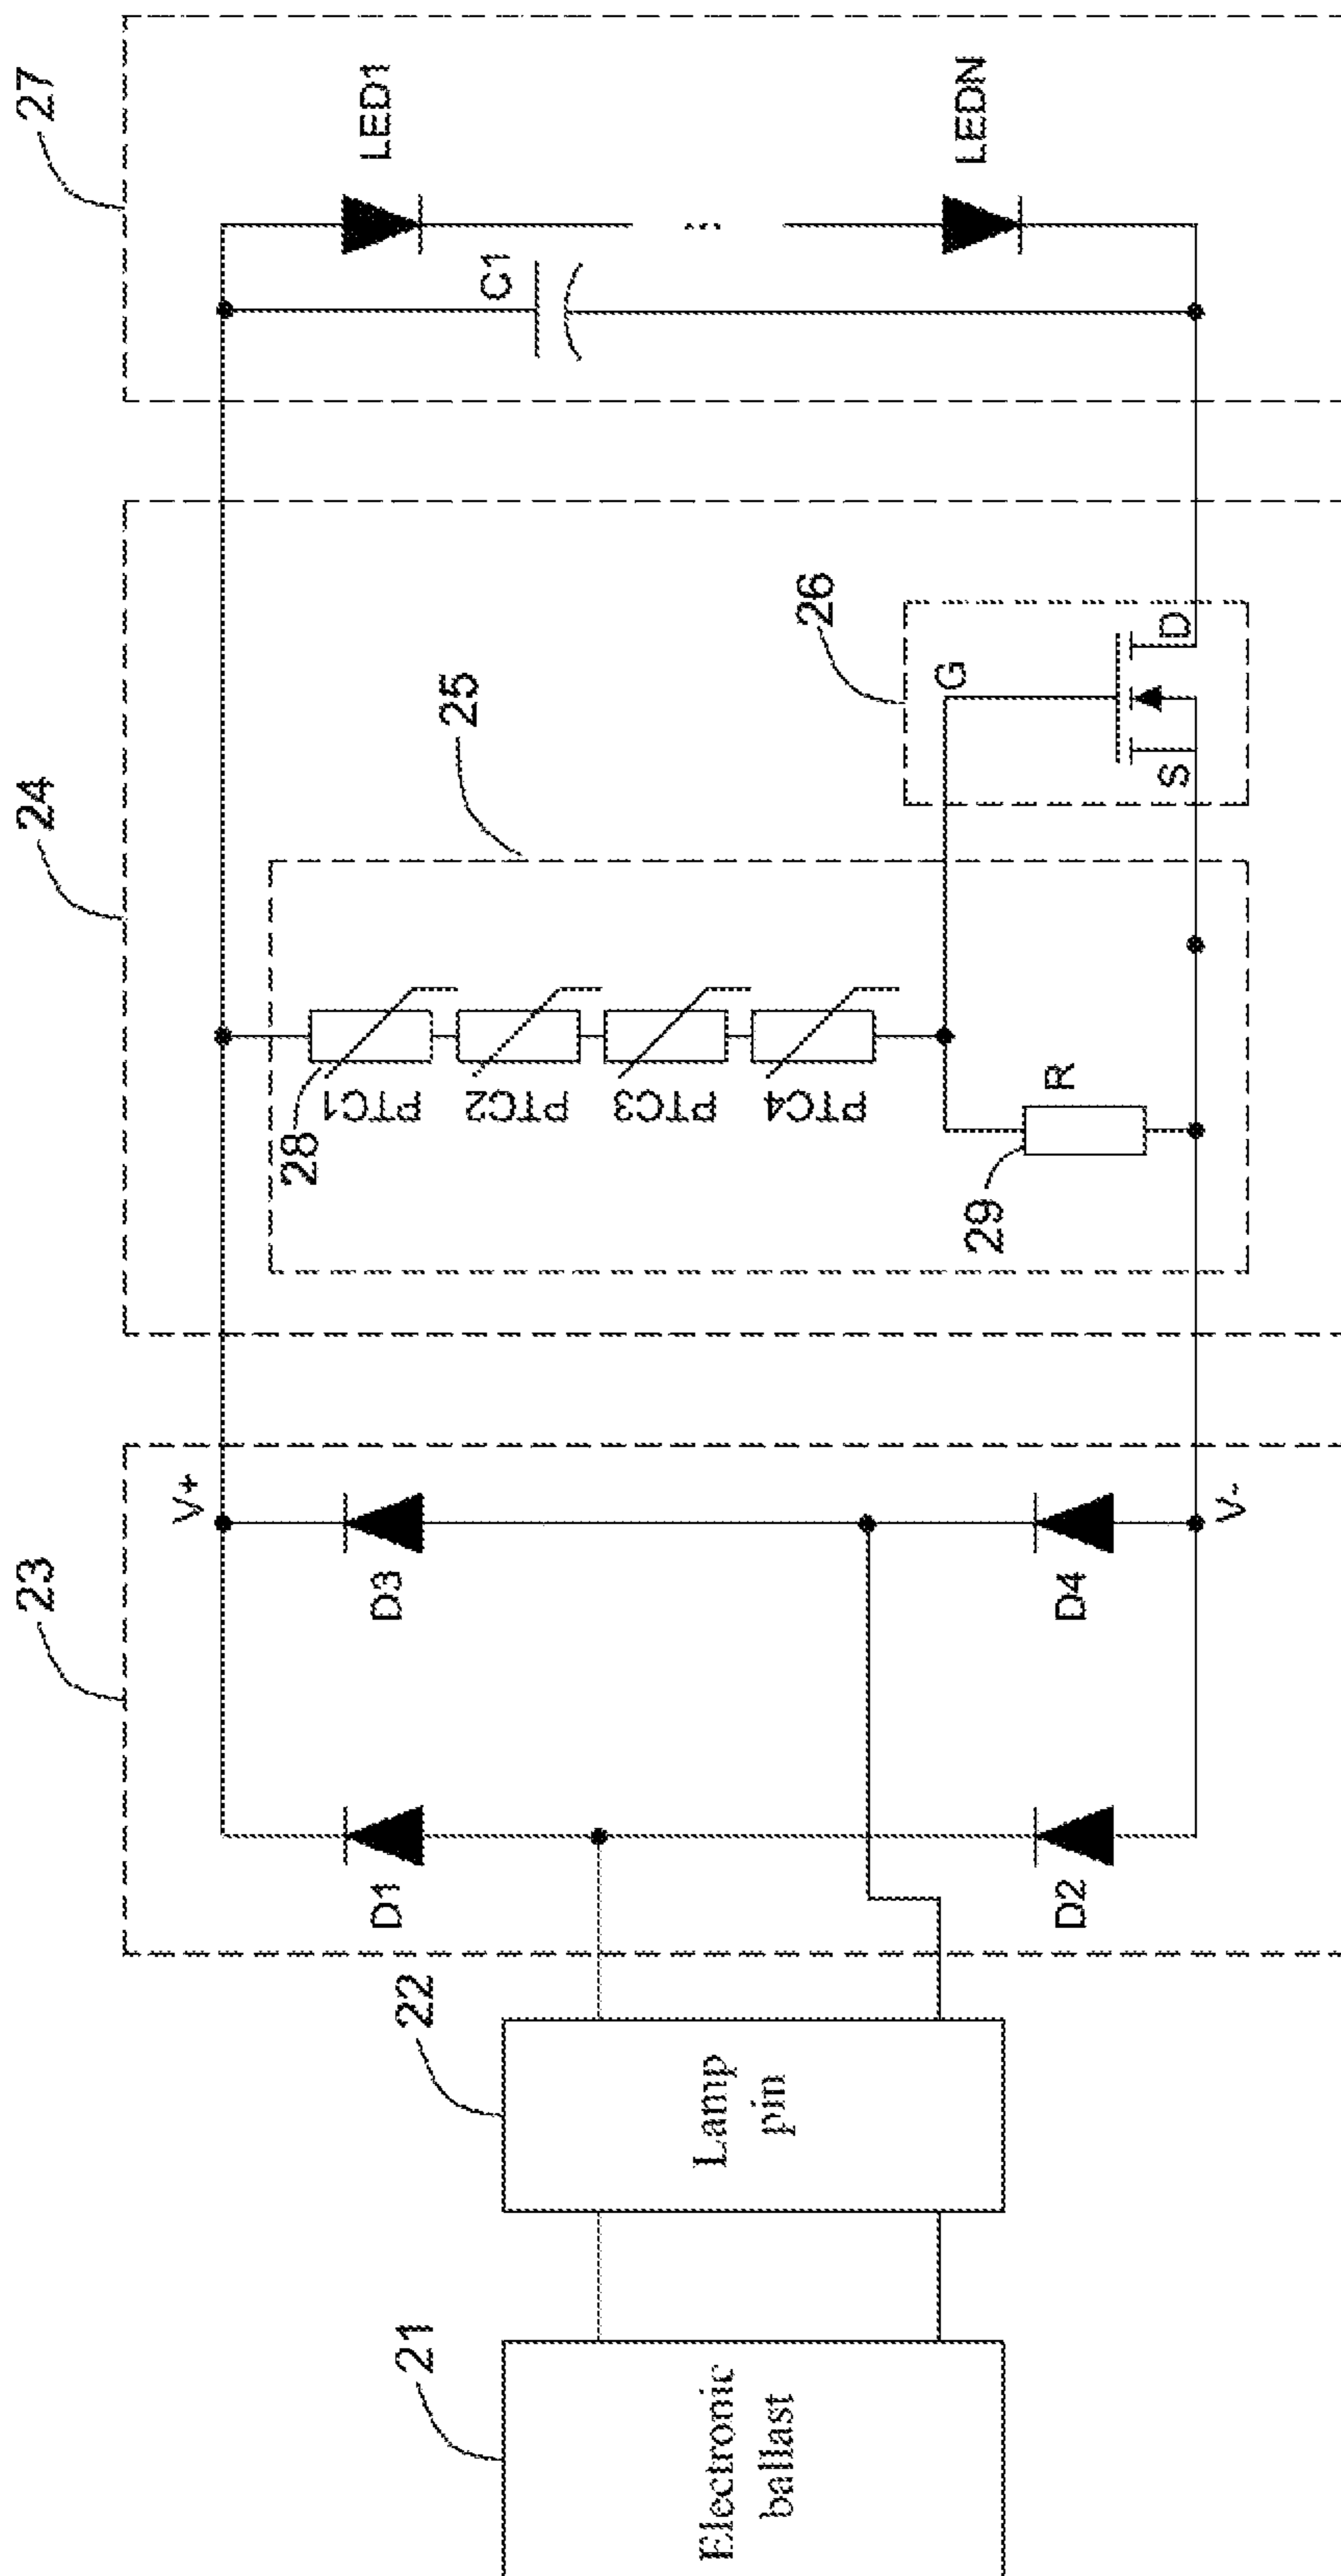 21
22
23
24
25
26
27
28
29
Electronic
ballast
Lamp
pin
D1
D2
D3
D4
V+
V-
PTC1
PTC2
PTC3
PTC4
R
G
S
D
C1
LED1
LEDN